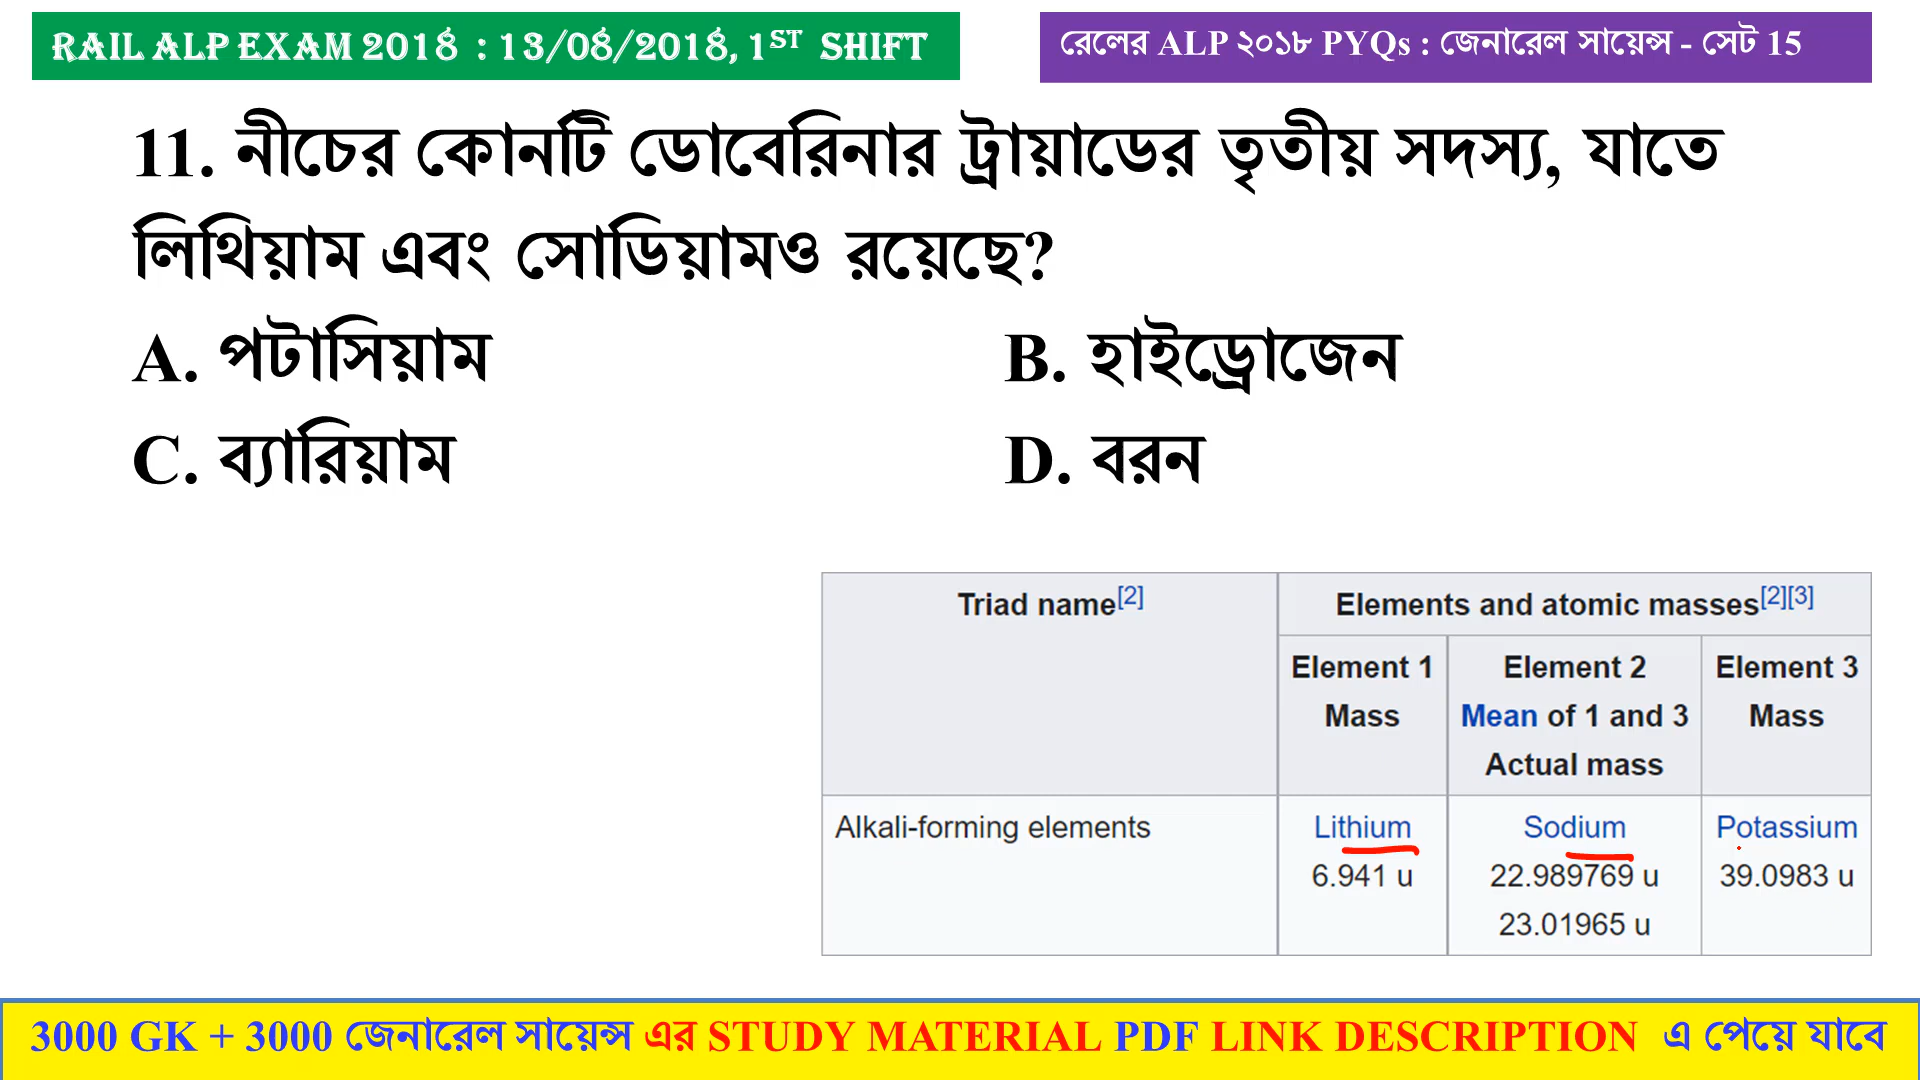 RAIL ALP EXAM 2018 : 13/08/2018, 1ST SHIFT
রেলের ALP ২০১৮ PYQs : জেনারেল সায়েন্স - সেট 15
11. নীচের কোনটি ডোবেরিনার ট্রায়াডের তৃতীয় সদস্য, যাতে
লিথিয়াম এবং সোডিয়ামও রয়েছে?
A. পটাসিয়াম B. হাইড্রোজেন
C. ব্যারিয়াম D. বরন
Triad name[2] Elements and atomic masses[2][3]
Element 1 Element 2 Element 3
Mass Mean of 1 and 3 Mass
Actual mass
Alkali-forming elements Lithium Sodium Potassium
6.941 u 22.989769 u 39.0983 u
23.01965 u
3000 GK + 3000 জেনারেল সায়েন্স এর STUDY MATERIAL PDF LINK DESCRIPTION এ পেয়ে যাবে